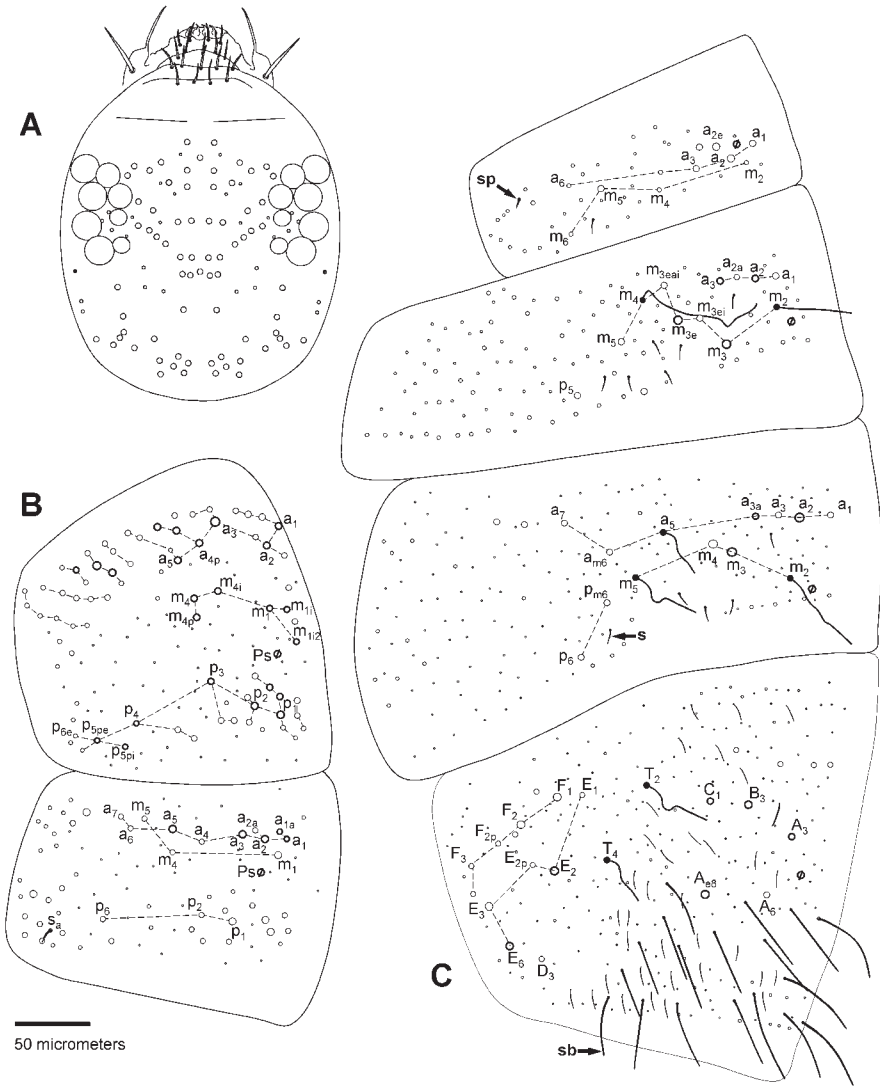 A
sp
a2e ø a1
a3 a2
a6 m2
m5 m4
m6
m3eai a2a a2 a1
a3
m4 m3ei m2
m5 m3e m3 ø
p5
a7 a5 a3a a3 a2 a1
am6 m4 m3
m5 m2 ø
pm6
s
p6
B
a1
a3 a2
a5 a4p
m4 m4i
m4p m1 m1i
m1i2
Ps ø
p3
p2
p1
p4
p6e p5pe
p5pi
a7 m5 a5 a2a a1a
a6 a4 a3 a2 a1
m4 m1
Ps ø
p6 p2
p1
sa
50 micrometers
C
F1 E1 T2 C1 B3
F2
F2p A3
F3 E2p E2 T4
ø
E3 Ae8 A6
E6 D3
sb